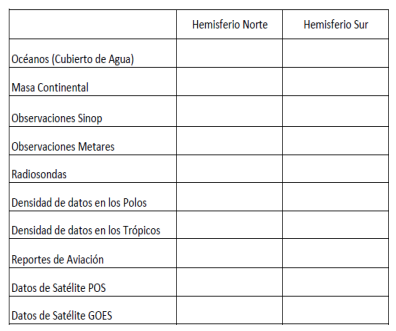 Hemisferio Norte Hemisferio Sur
Océanos (Cubierto de Agua)
Masa Continental
Observaciones Sinop
Observaciones Metares
Radiosondas
Densidad de datos en los Polos
Densidad de datos en los Trópicos
Reportes de Aviación
Datos de Satélite POS
Datos de Satélite GOES